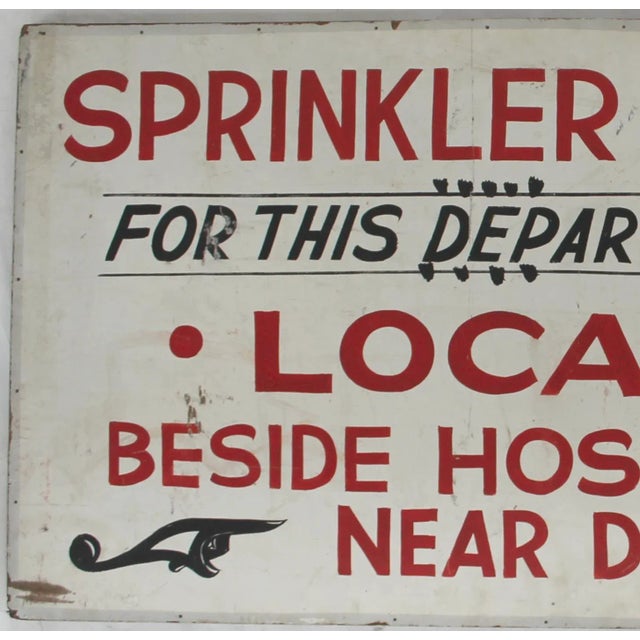 SPRINKLER
FOR THIS DEPAR
• LOCA
BESIDE HOS
NEAR D